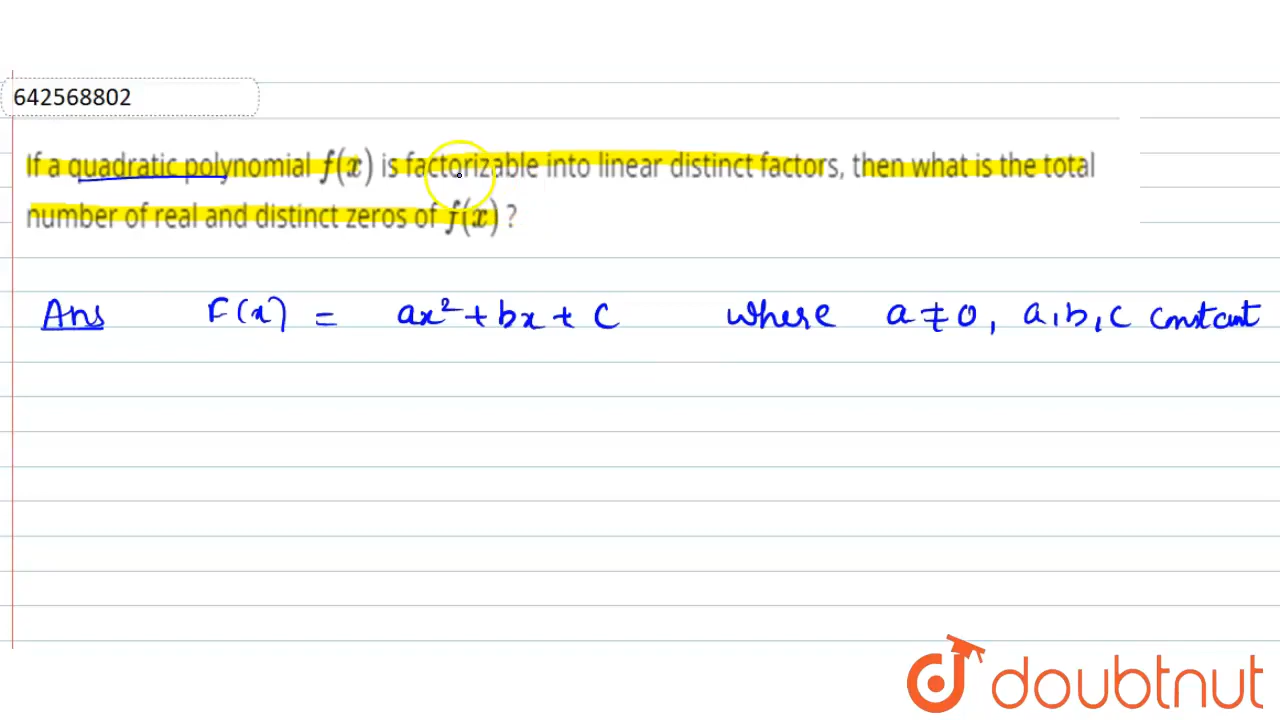 642568802
If a quadratic polynomial f(x) is factorizable into linear distinct factors, then what is the total
number of real and distinct zeros of f(x) ?
Ans F(x) = ax²+bx+c where a≠0, a,b,c constant
doubtnut